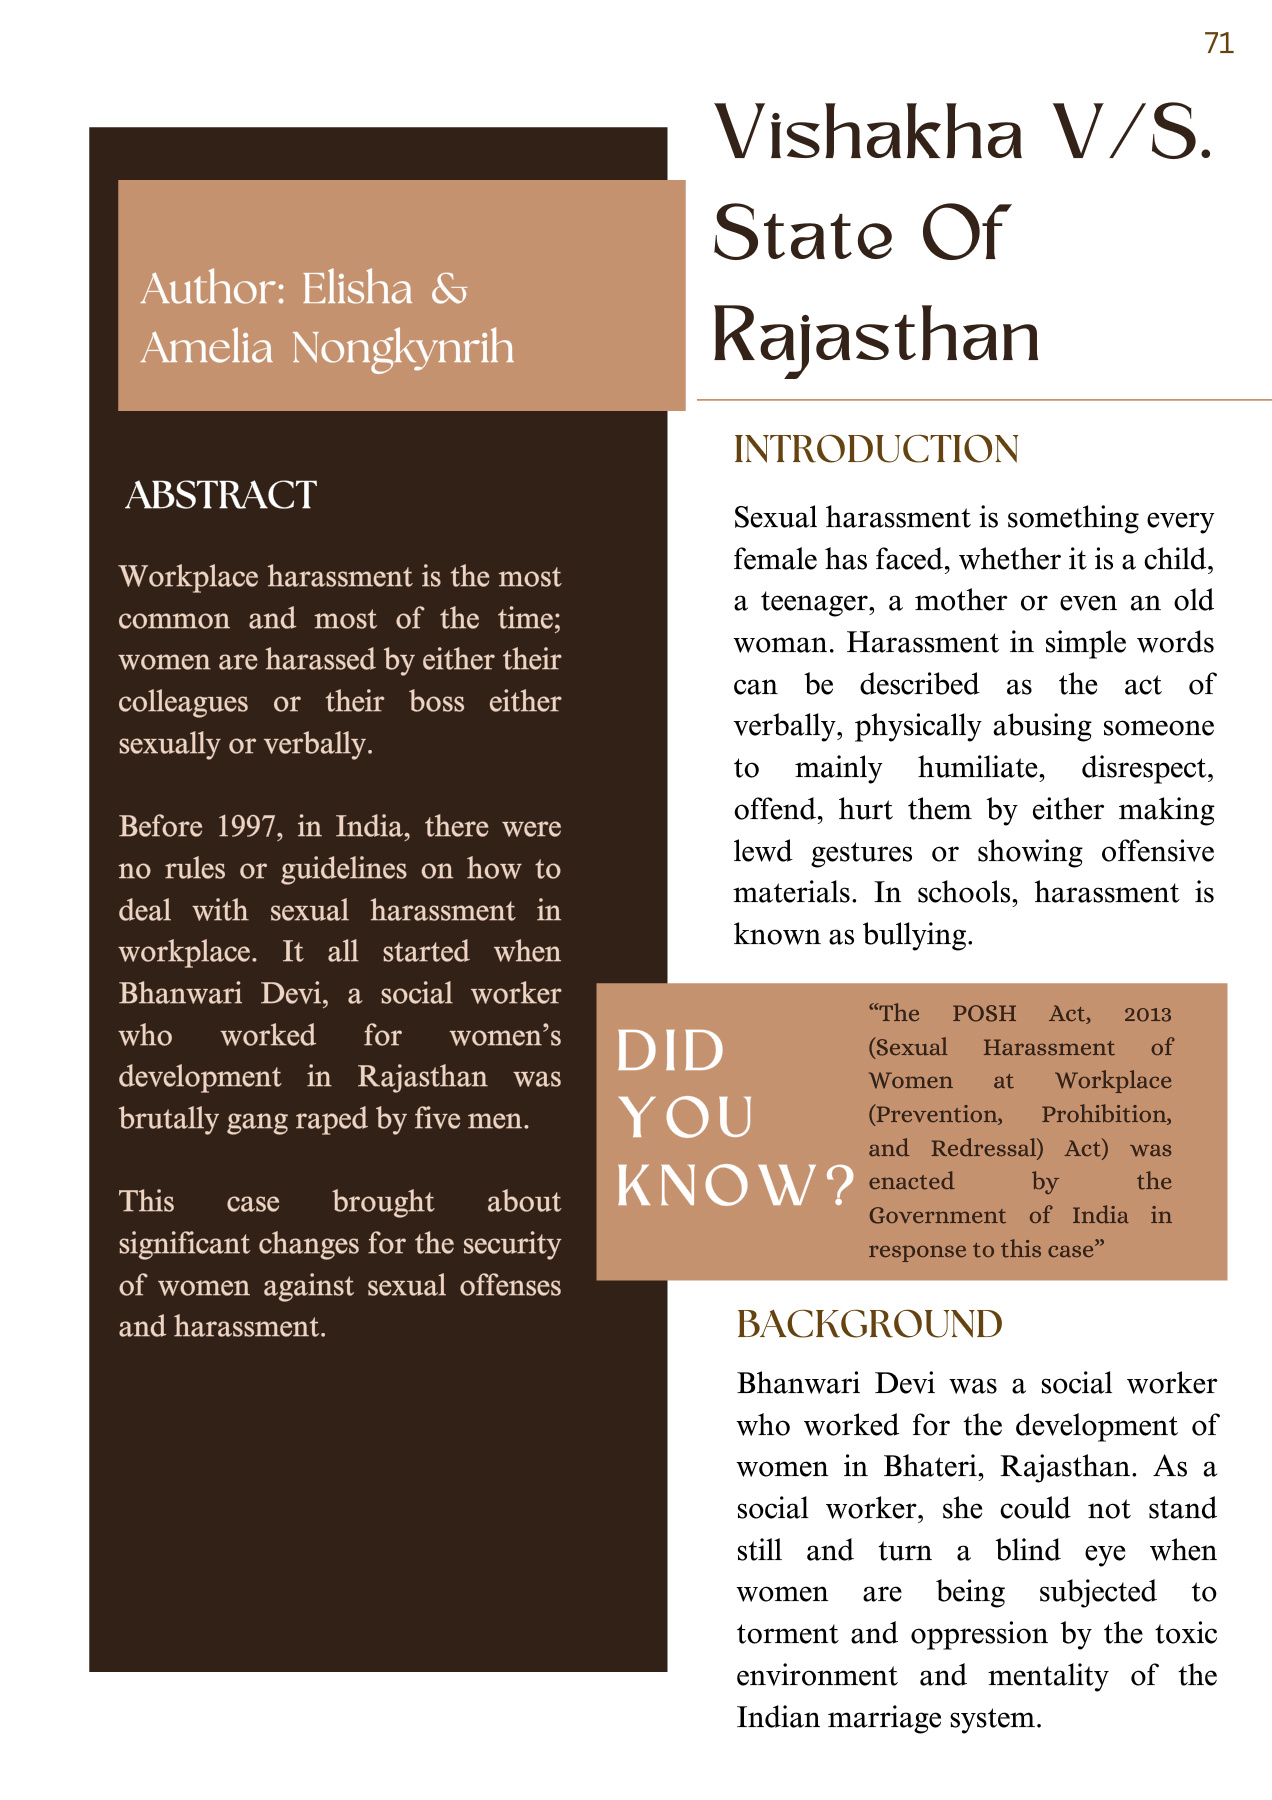 71
Vishakha V/S.
State Of
Rajasthan
Author: Elisha &
Amelia Nongkynrih
ABSTRACT
Workplace harassment is the most
common and most of the time;
women are harassed by either their
colleagues or their boss either
sexually or verbally.
Before 1997, in India, there were
no rules or guidelines on how to
deal with sexual harassment in
workplace. It all started when
Bhanwari Devi, a social worker
who worked for women’s
development in Rajasthan was
brutally gang raped by five men.
This case brought about
significant changes for the security
of women against sexual offenses
and harassment.
INTRODUCTION
Sexual harassment is something every
female has faced, whether it is a child,
a teenager, a mother or even an old
woman. Harassment in simple words
can be described as the act of
verbally, physically abusing someone
to mainly humiliate, disrespect,
offend, hurt them by either making
lewd gestures or showing offensive
materials. In schools, harassment is
known as bullying.
DID
YOU
KNOW?
“The POSH Act, 2013
(Sexual Harassment of
Women at Workplace
(Prevention, Prohibition,
and Redressal) Act) was
enacted by the
Government of India in
response to this case”
BACKGROUND
Bhanwari Devi was a social worker
who worked for the development of
women in Bhateri, Rajasthan. As a
social worker, she could not stand
still and turn a blind eye when
women are being subjected to
torment and oppression by the toxic
environment and mentality of the
Indian marriage system.